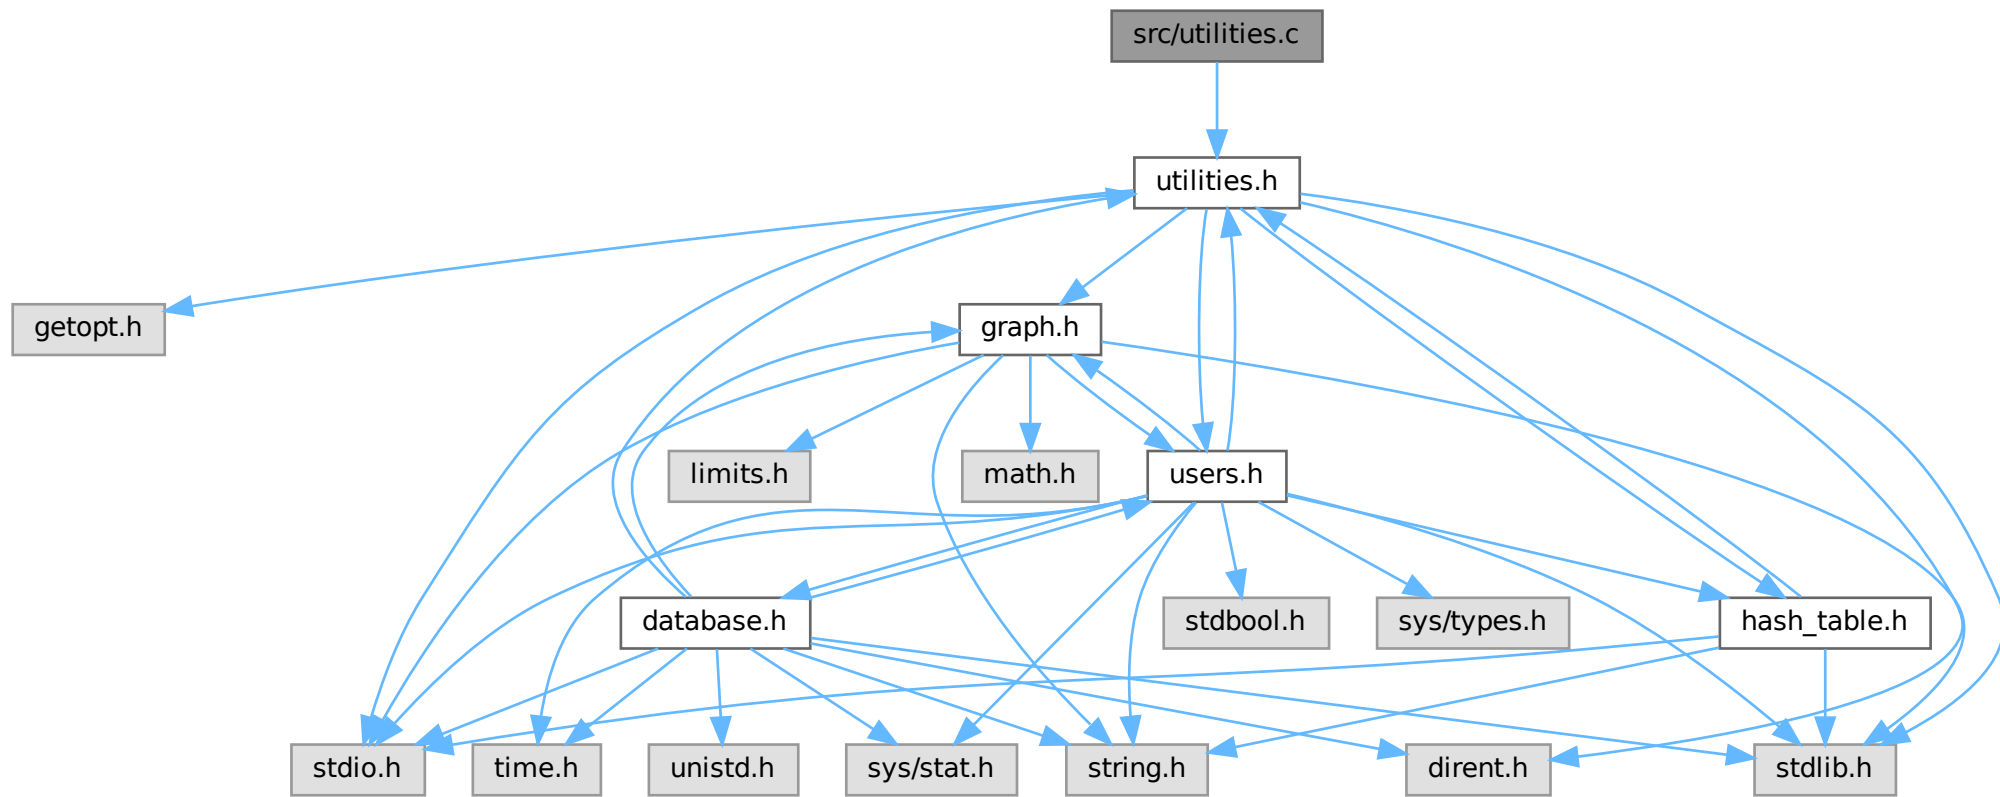 src/utilities.c
utilities.h
getopt.h
graph.h
limits.h
math.h
users.h
database.h
stdbool.h
sys/types.h
hash_table.h
stdio.h
time.h
unistd.h
sys/stat.h
string.h
dirent.h
stdlib.h